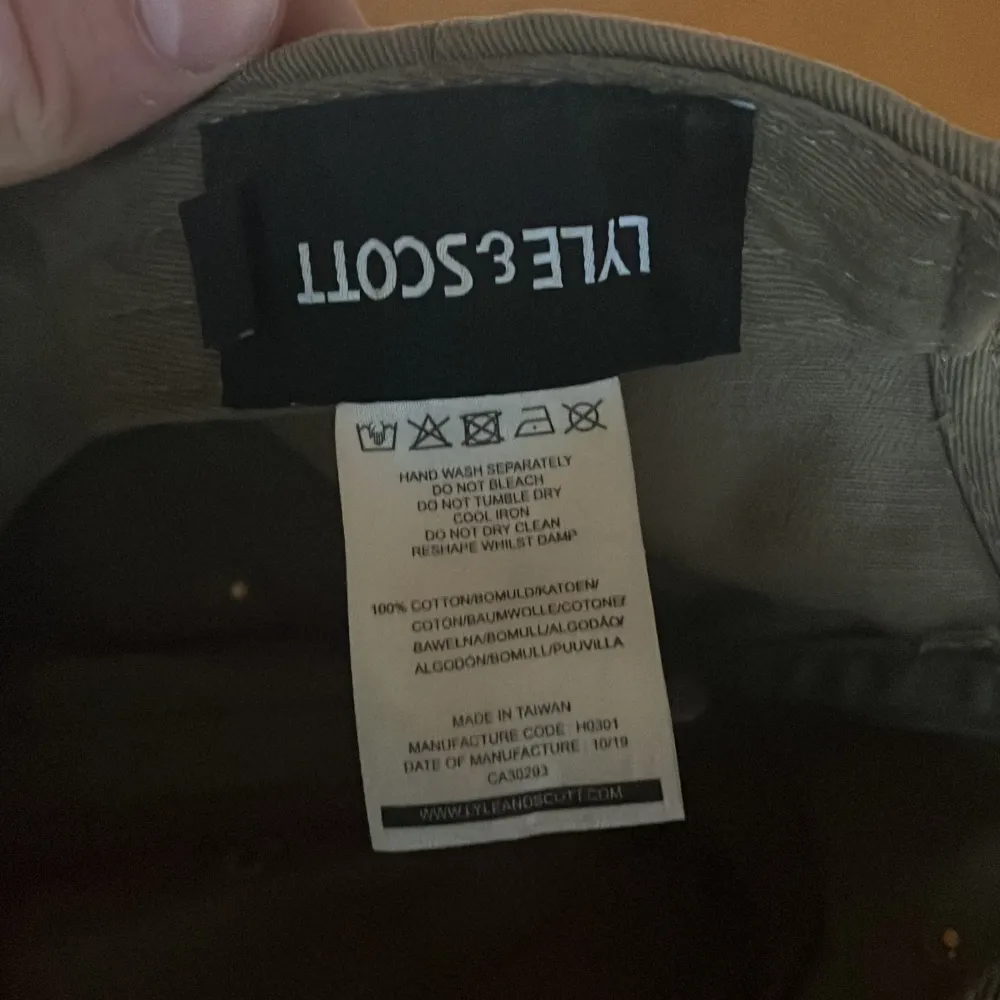 LYLE & SCOTT
HAND WASH SEPARATELY
DO NOT BLEACH
DO NOT TUMBLE DRY
COOL IRON
DO NOT DRY CLEAN
RESHAPE WHILST DAMP
100% COTTON/BOMULD/KATOEN/
COTON/BAUMWOLLE/COTONE/
BAWEŁNA/BOMULL/ALGODÃO/
ALGODÓN/BOMULL/PUUVILLA
MADE IN TAIWAN
MANUFACTURE CODE : H0301
DATE OF MANUFACTURE : 10/19
CA30293
WWW.LYLEANDSCOTT.COM